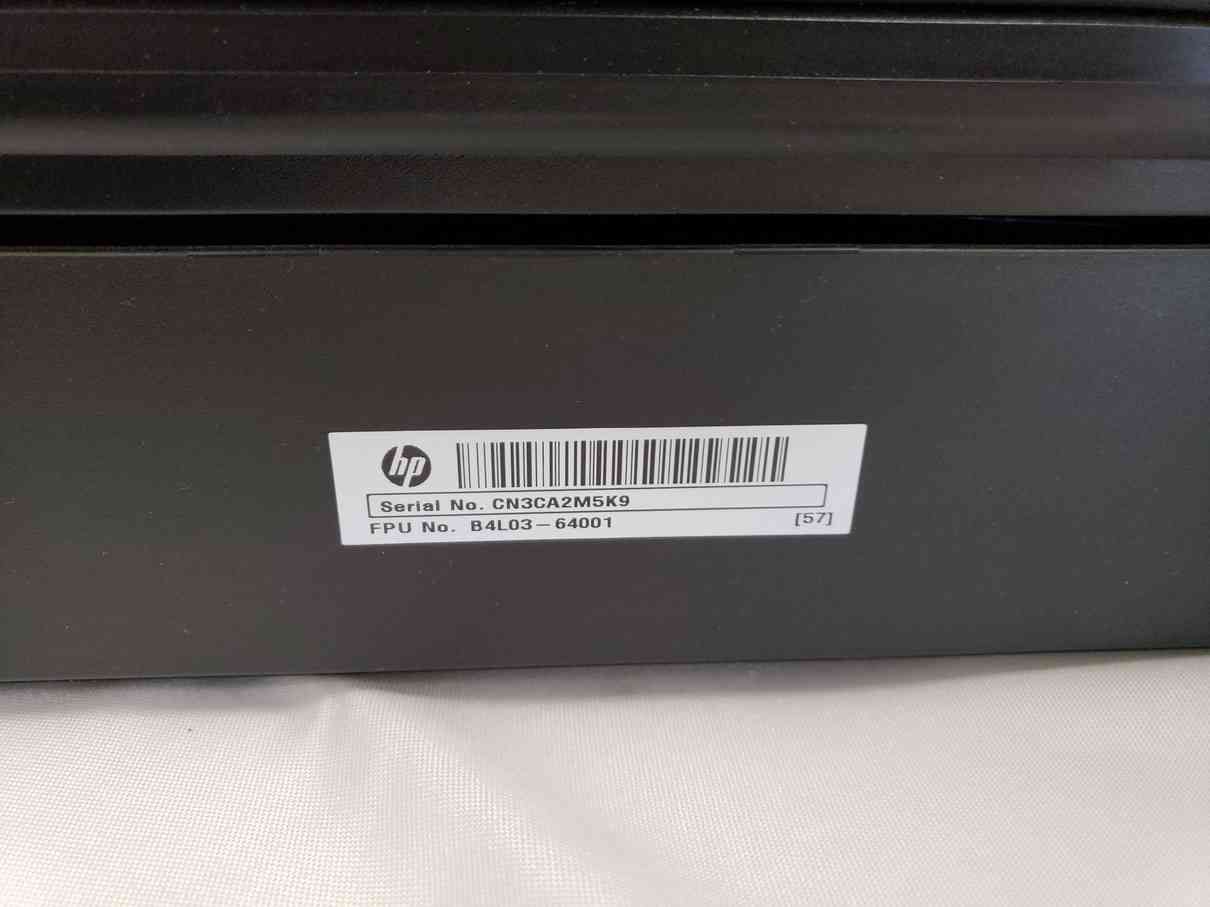 hp
Serial No. CN3CA2M5K9
FPU No. B4L03-64001
[57]